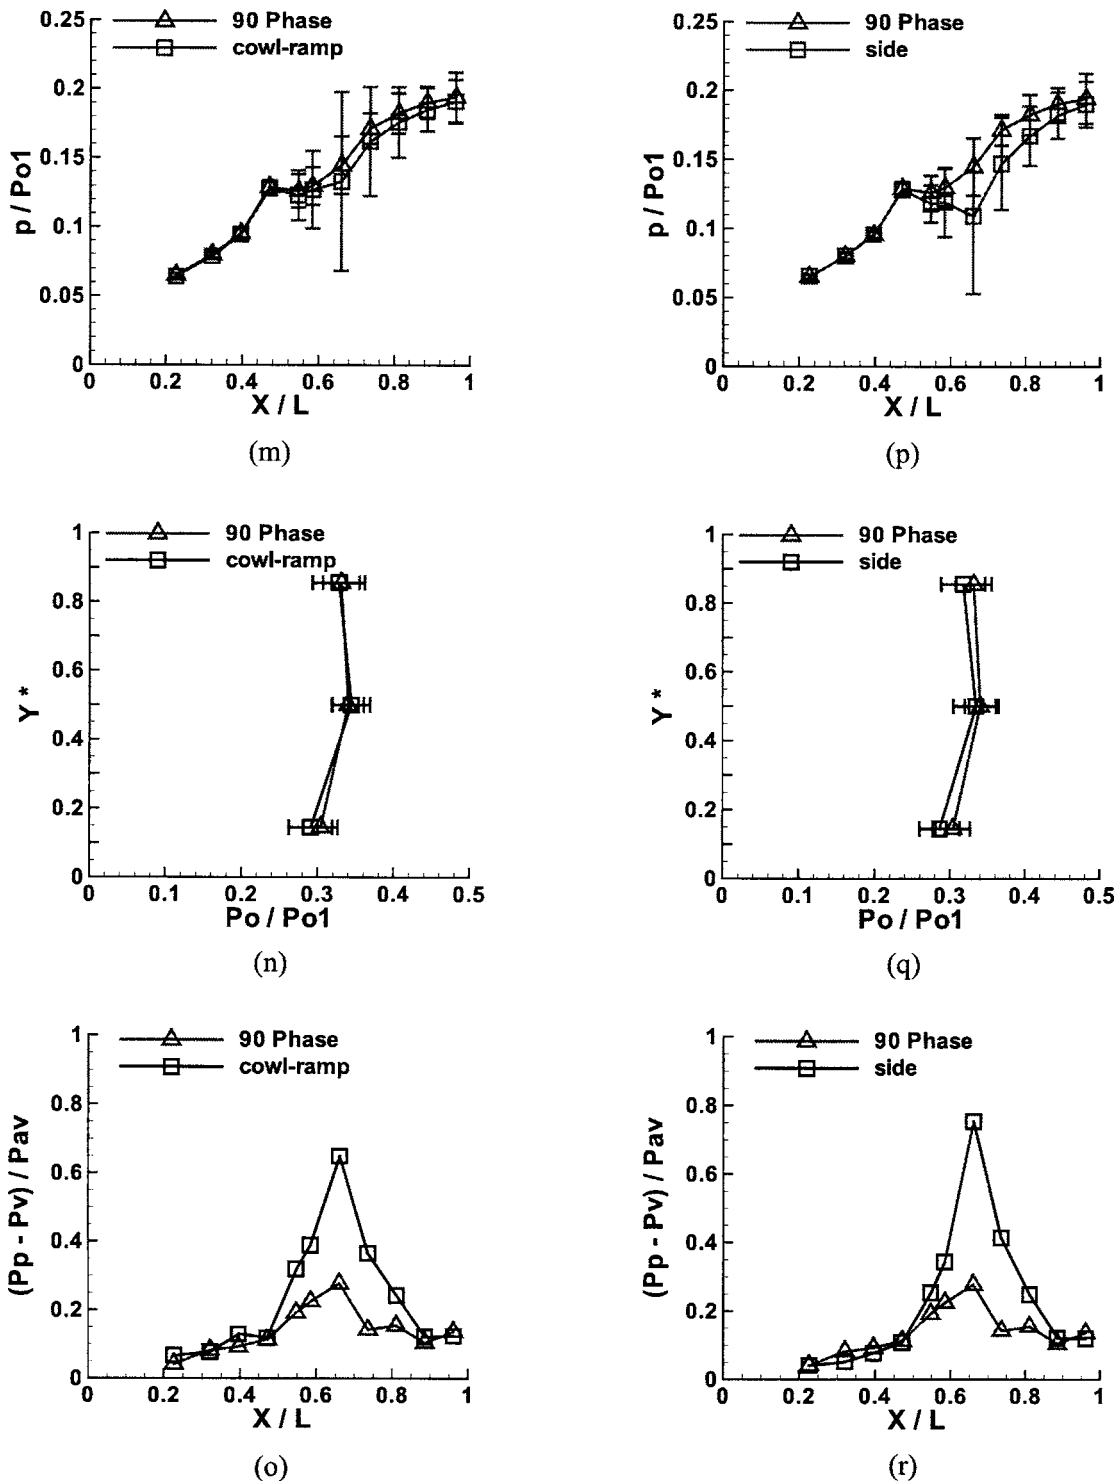 90 Phase
cowl-ramp
0.25
0.2
0.15
0.1
0.05
0
p / Po1
0 0.2 0.4 0.6 0.8 1
X / L
(m)
90 Phase
side
0.25
0.2
0.15
0.1
0.05
0
p / Po1
0 0.2 0.4 0.6 0.8 1
X / L
(p)
90 Phase
cowl-ramp
1
0.8
0.6
0.4
0.2
0
Y *
0 0.1 0.2 0.3 0.4 0.5
Po / Po1
(n)
90 Phase
side
1
0.8
0.6
0.4
0.2
0
Y *
0 0.1 0.2 0.3 0.4 0.5
Po / Po1
(q)
90 Phase
cowl-ramp
1
0.8
0.6
0.4
0.2
0
(Pp - Pv) / Pav
0 0.2 0.4 0.6 0.8 1
X / L
(o)
90 Phase
side
1
0.8
0.6
0.4
0.2
0
(Pp - Pv) / Pav
0 0.2 0.4 0.6 0.8 1
X / L
(r)